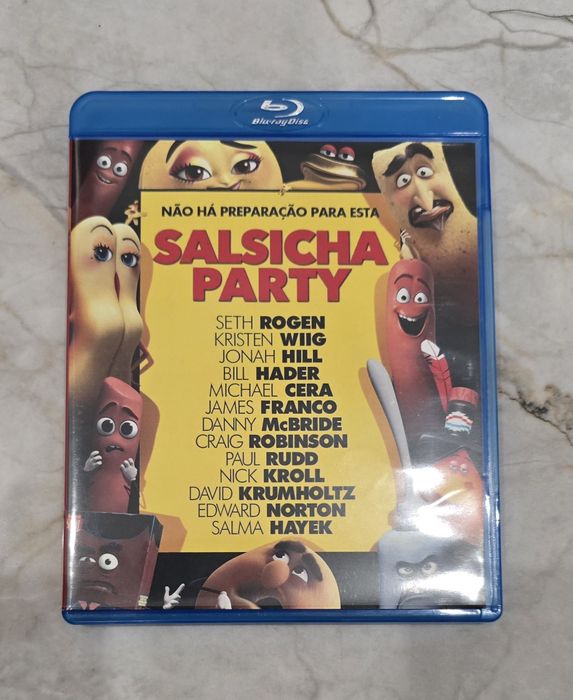 Blu-ray Disc
NÃO HÁ PREPARAÇÃO PARA ESTA
SALSICHA
PARTY
SETH ROGEN
KRISTEN WIIG
JONAH HILL
BILL HADER
MICHAEL CERA
JAMES FRANCO
DANNY McBRIDE
CRAIG ROBINSON
PAUL RUDD
NICK KROLL
DAVID KRUMHOLTZ
EDWARD NORTON
SALMA HAYEK